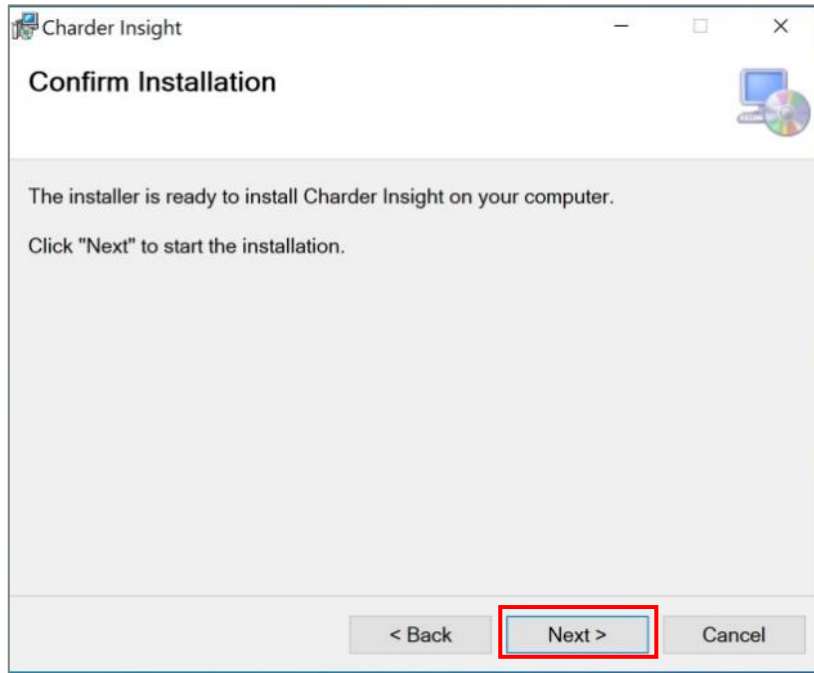 Charder Insight
Confirm Installation
The installer is ready to install Charder Insight on your computer.
Click "Next" to start the installation.
< Back
Next >
Cancel